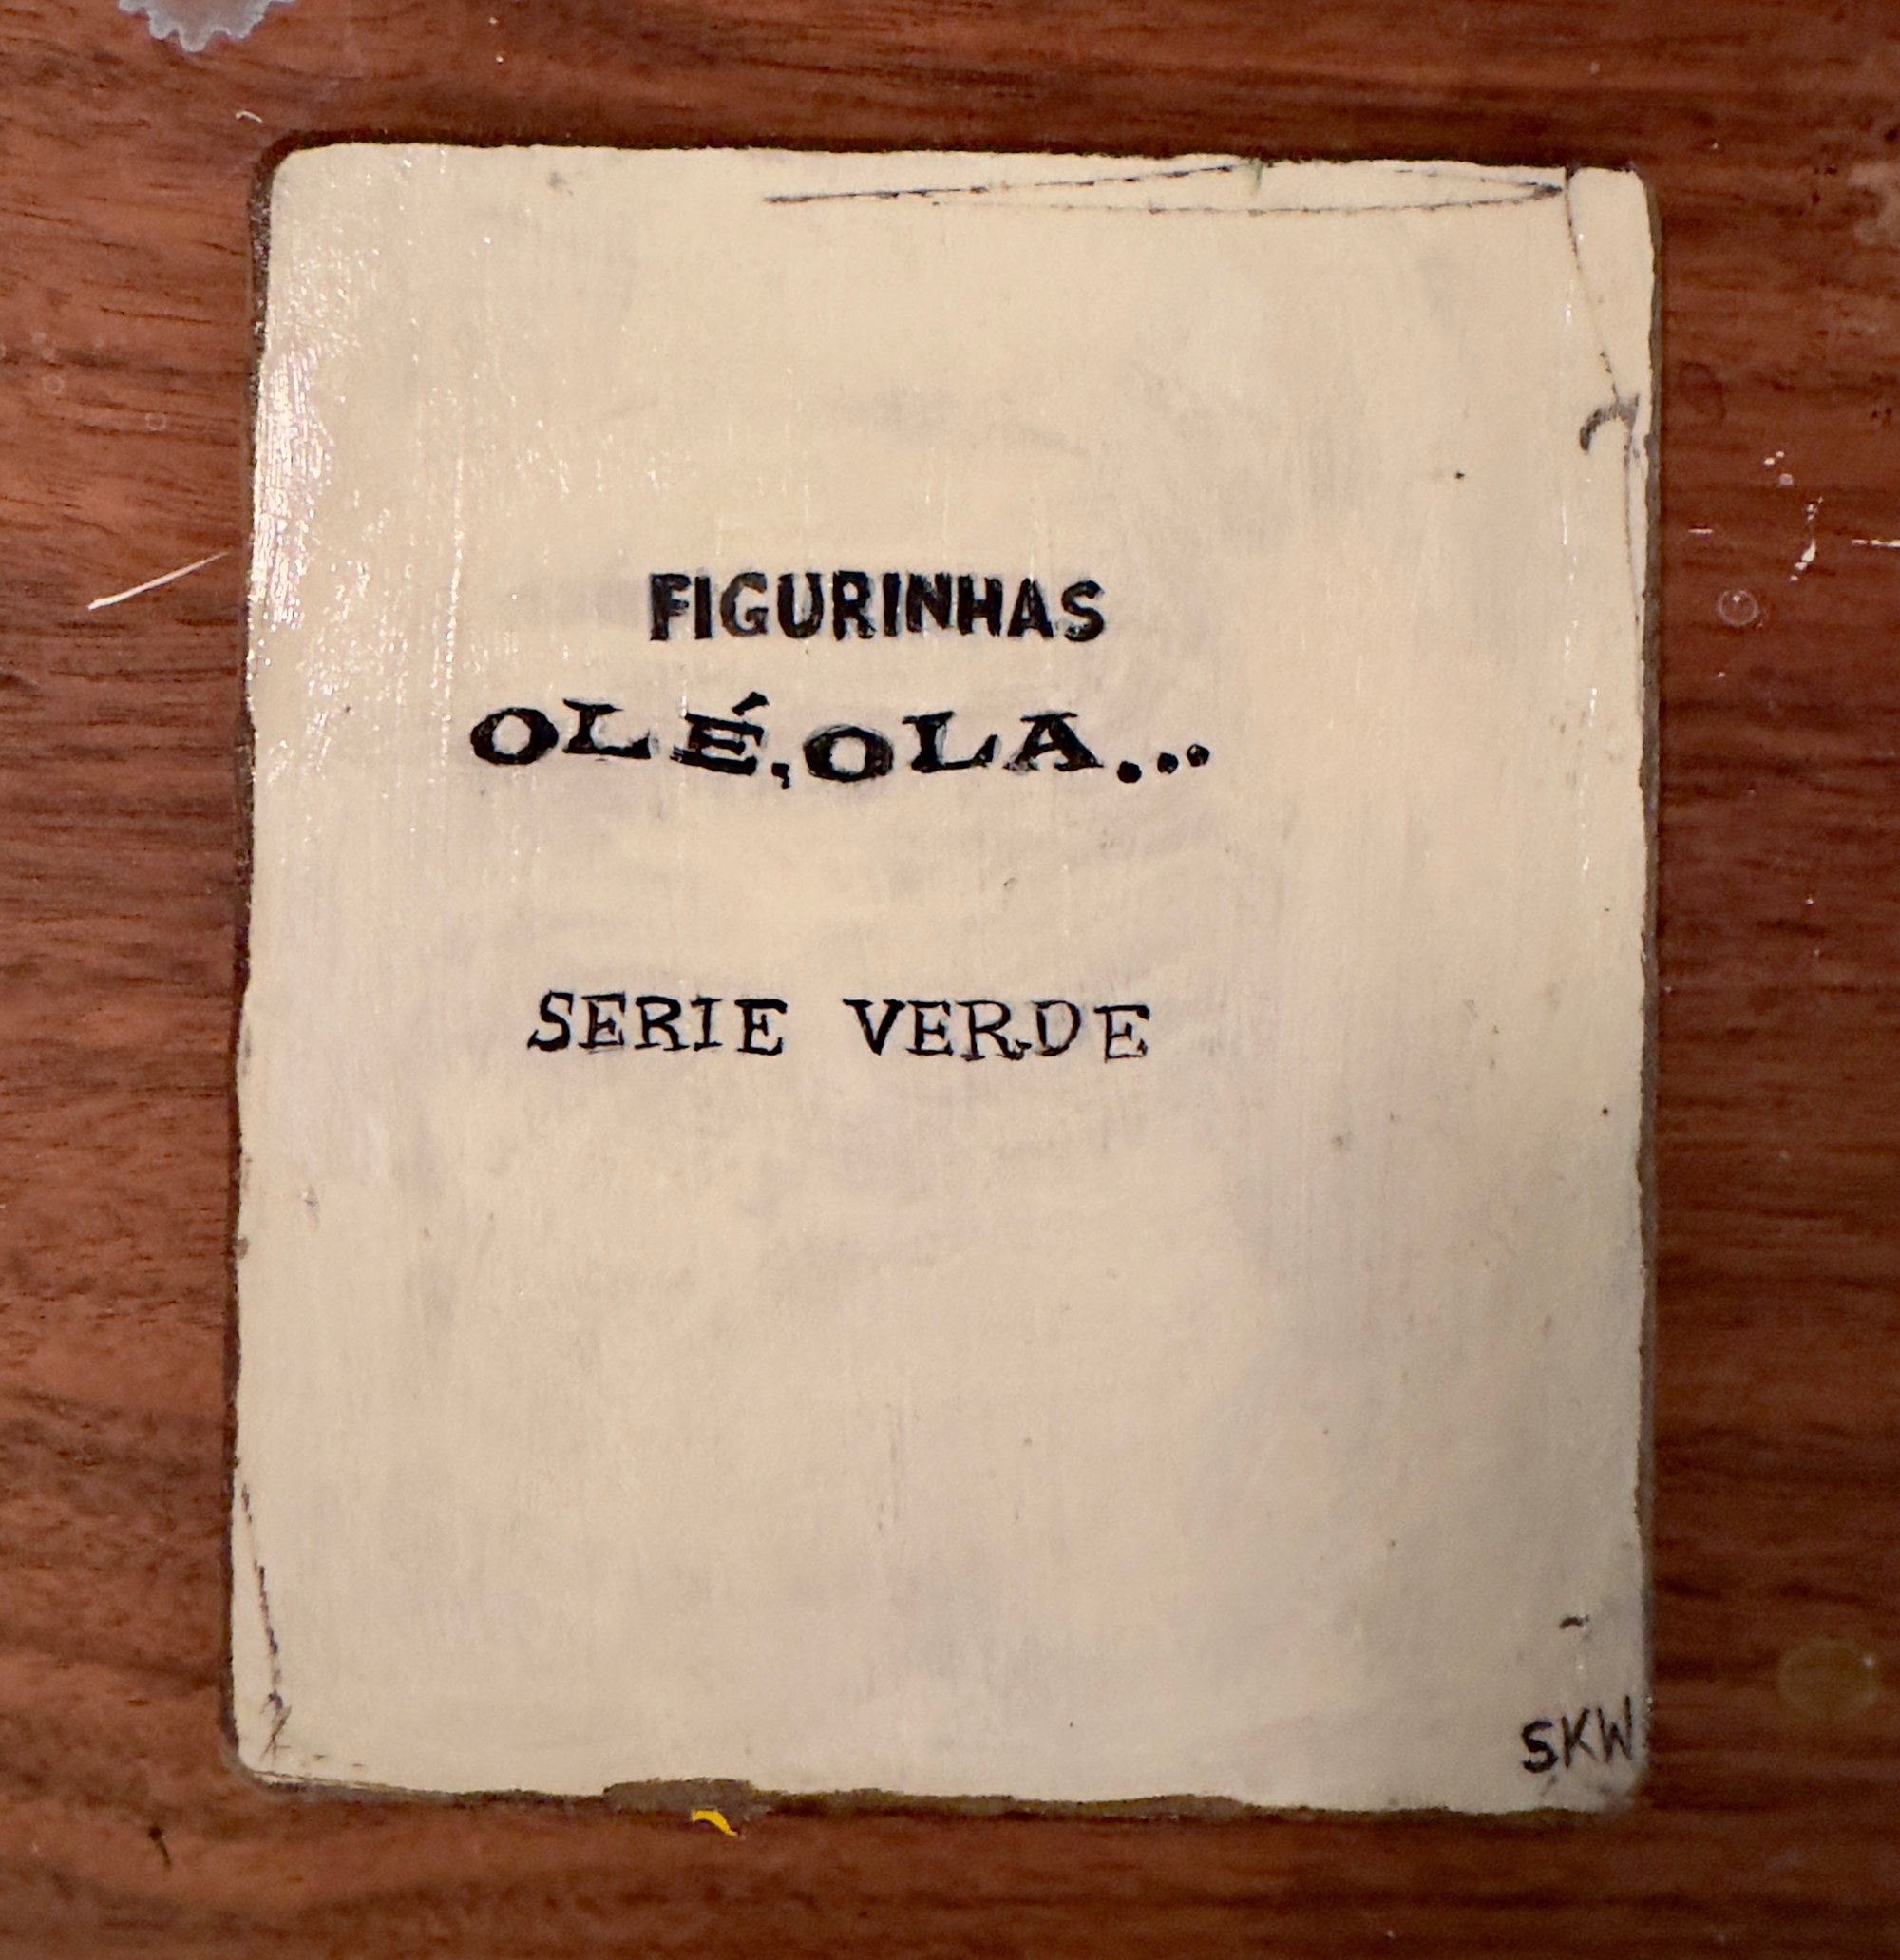 FIGURINHAS
OLÉ,OLA...
SERIE VERDE
SKW